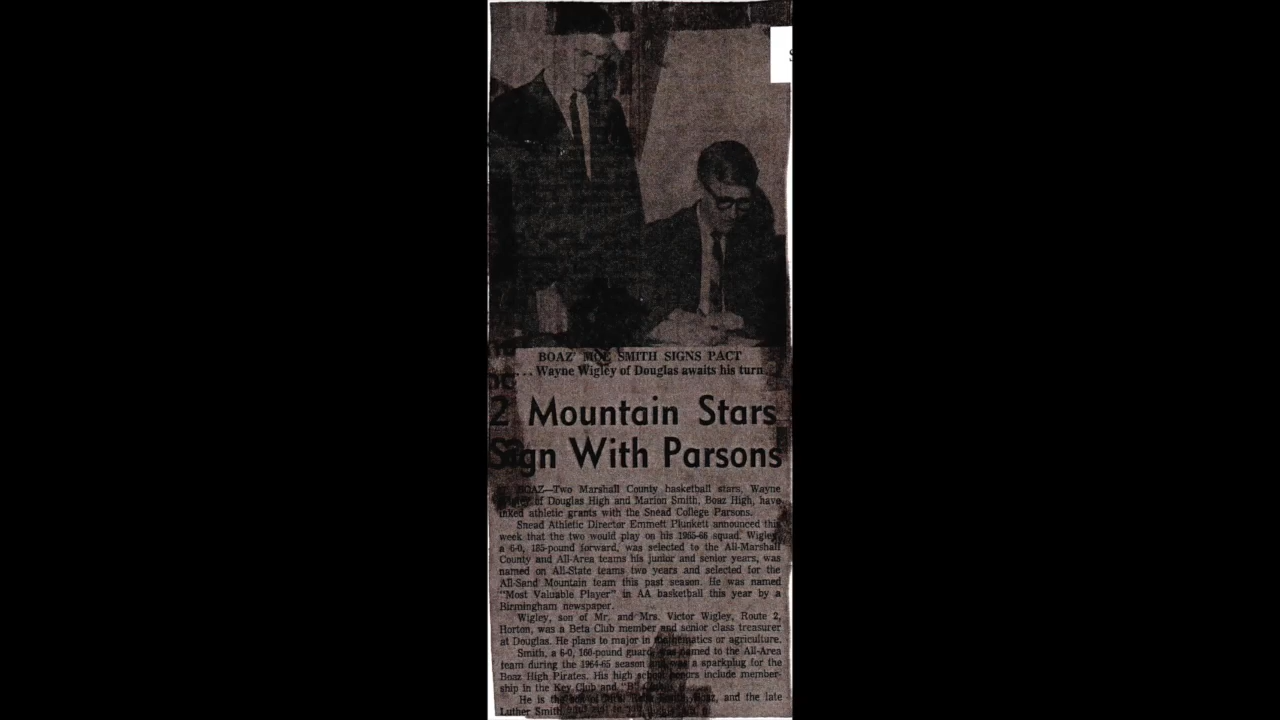 BOAZ' MOE SMITH SIGNS PACT
. . . Wayne Wigley of Douglas awaits his turn
2 Mountain Stars
Sign With Parsons
BOAZ—Two Marshall County basketball stars, Wayne
of Douglas High and Marion Smith, Boaz High, have
inked athletic grants with the Snead College Parsons.
Snead Athletic Director Emmett Plunkett announced this
week that the two would play on his 1965-66 squad. Wigley,
a 6-0, 185-pound forward, was selected to the All-Marshall
County and All-Area teams his junior and senior years, was
named on All-State teams two years and selected for the
All-Sand Mountain team this past season. He was named
"Most Valuable Player" in AA basketball this year by a
Birmingham newspaper.
Wigley, son of Mr. and Mrs. Victor Wigley, Route 2,
Horton, was a Beta Club member and senior class treasurer
at Douglas. He plans to major in mathematics or agriculture.
Smith, a 6-0, 160-pound guard, was named to the All-Area
team during the 1964-65 season and was a sparkplug for the
Boaz High Pirates. His high school honors include member-
ship in the Key Club and "B"
He is the son of Boaz, and the late
Luther Smith